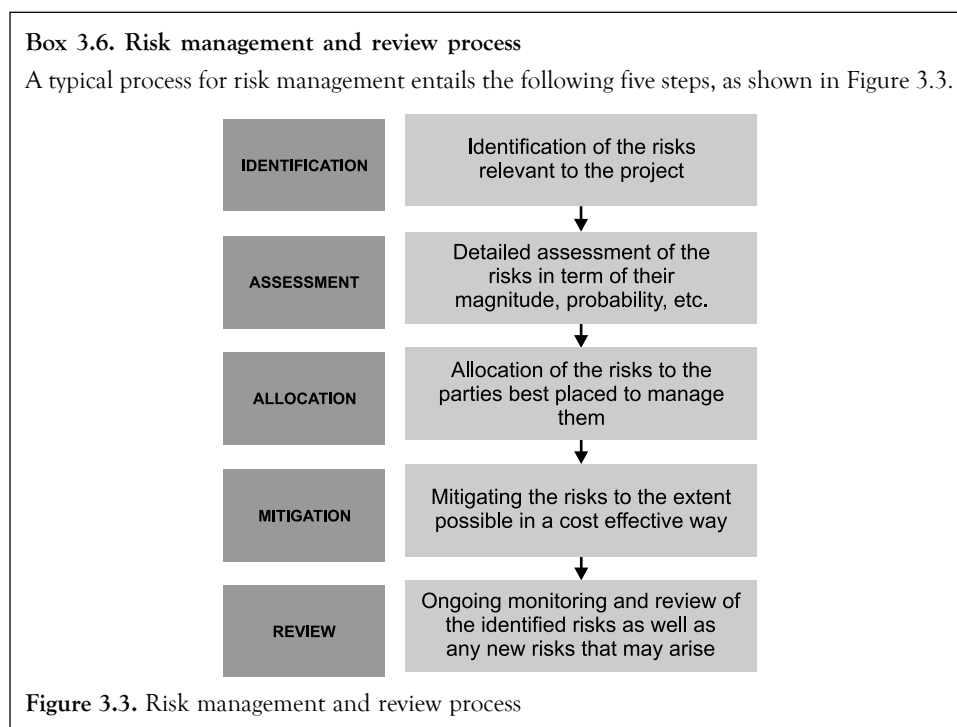 Box 3.6. Risk management and review process
A typical process for risk management entails the following five steps, as shown in Figure 3.3.
IDENTIFICATION
Identification of the risks
relevant to the project
ASSESSMENT
Detailed assessment of the
risks in term of their
magnitude, probability, etc.
ALLOCATION
Allocation of the risks to the
parties best placed to manage
them
MITIGATION
Mitigating the risks to the extent
possible in a cost effective way
REVIEW
Ongoing monitoring and review of
the identified risks as well as
any new risks that may arise
Figure 3.3. Risk management and review process